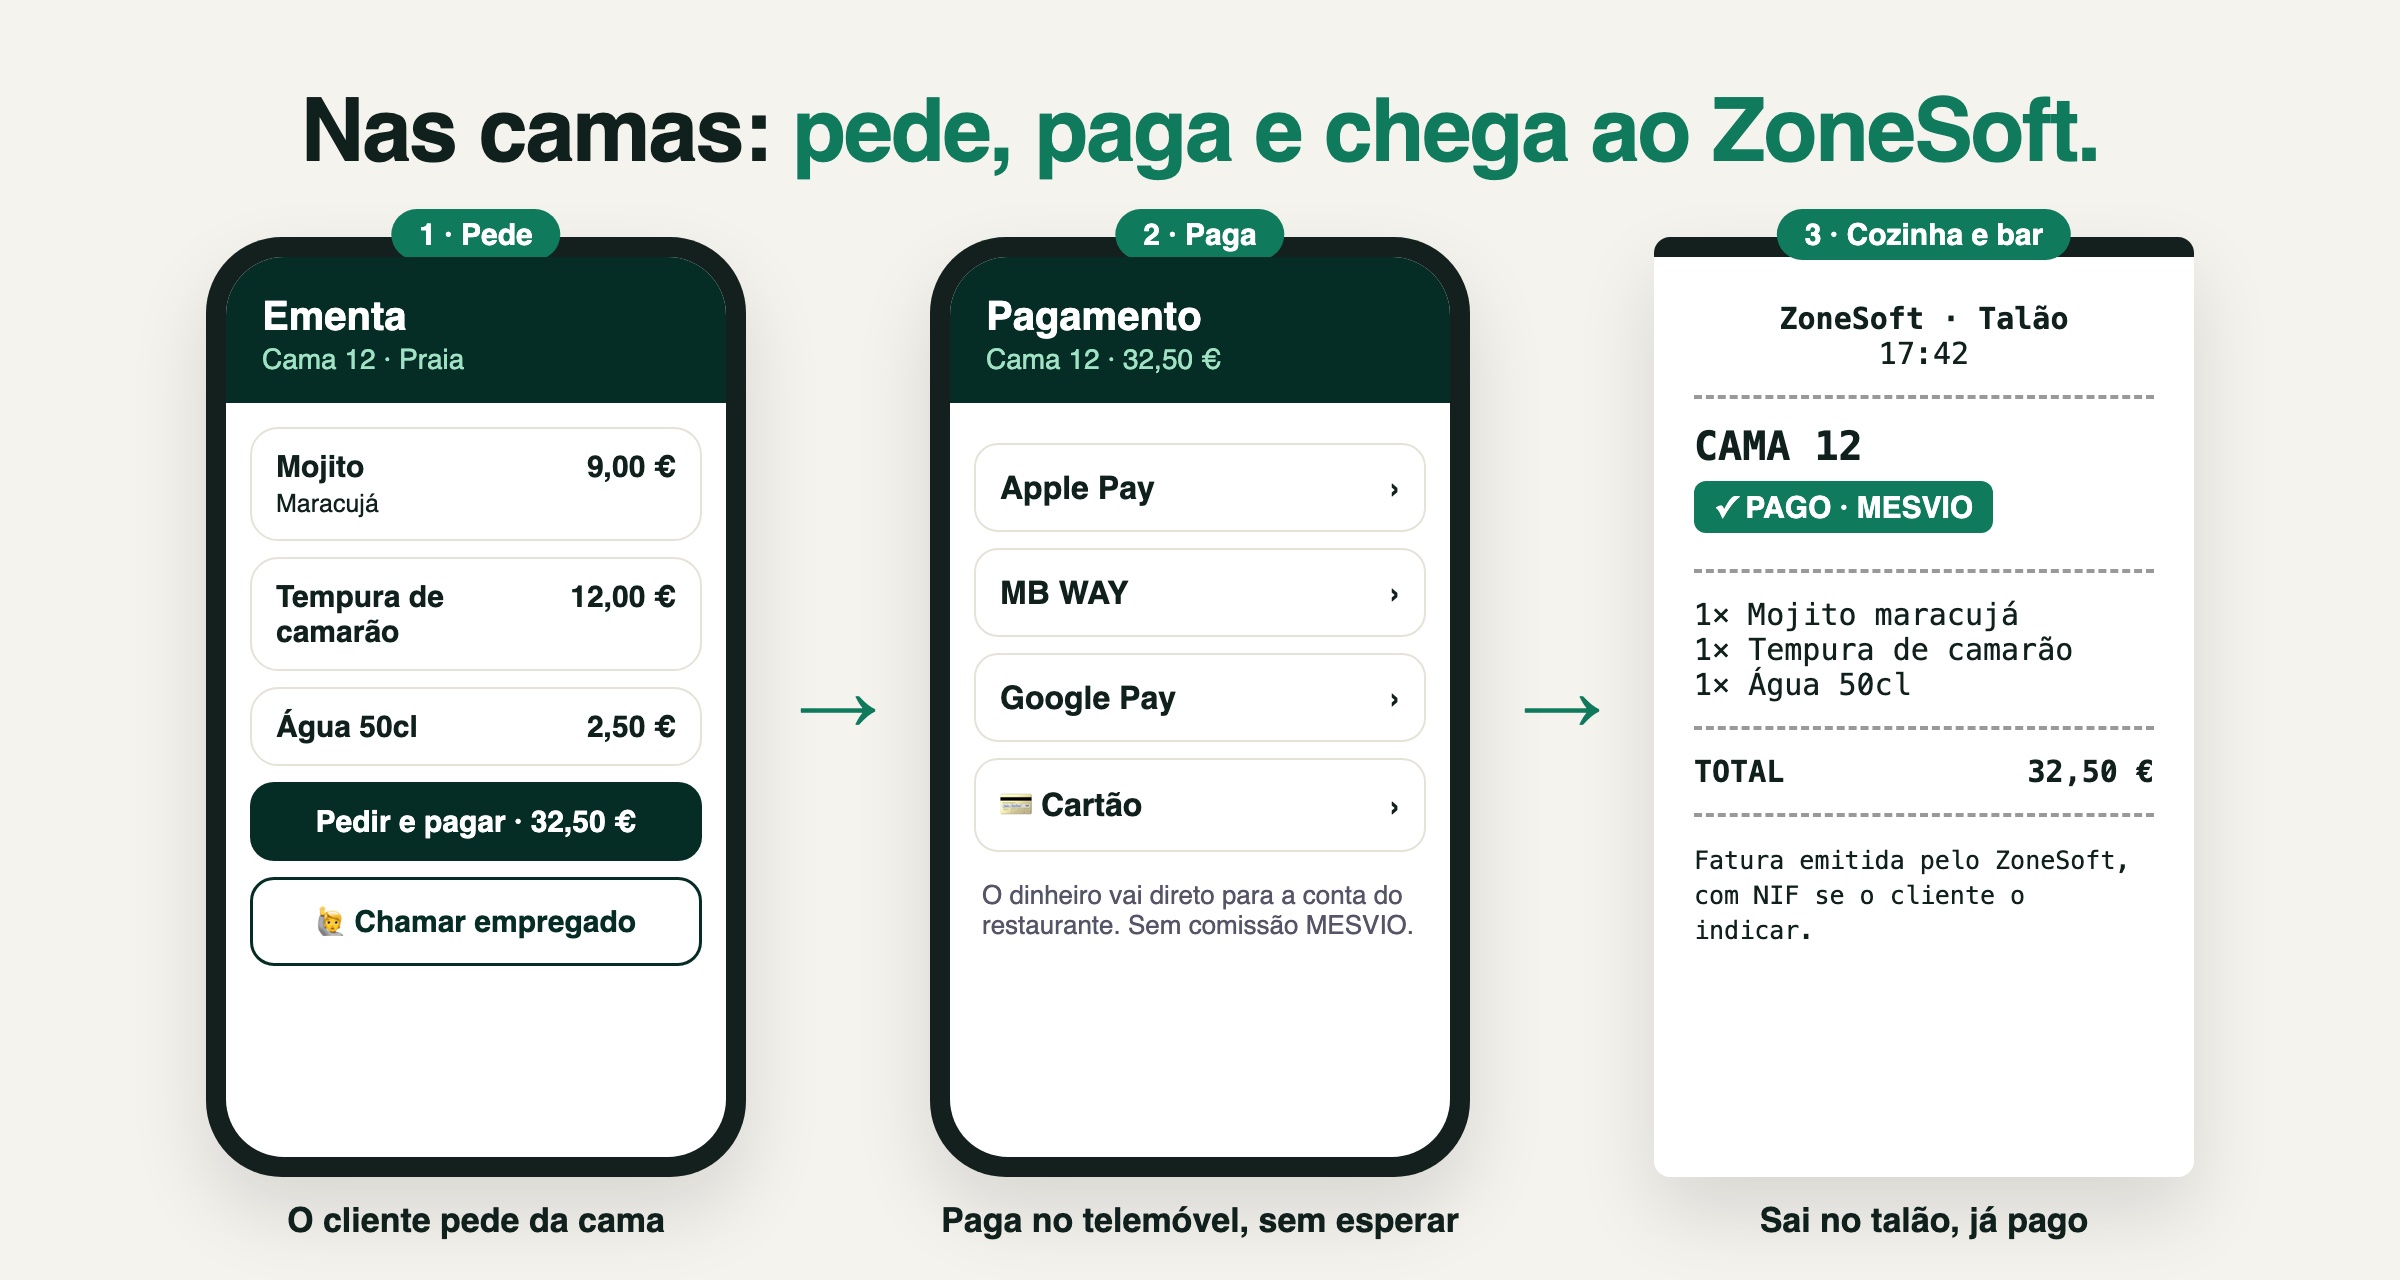 Nas camas: pede, paga e chega ao ZoneSoft.
1 · Pede
Ementa
Cama 12 · Praia
Mojito 9,00 €
Maracujá
Tempura de 12,00 €
camarão
Água 50cl 2,50 €
Pedir e pagar · 32,50 €
Chamar empregado
O cliente pede da cama
→
2 · Paga
Pagamento
Cama 12 · 32,50 €
Apple Pay ›
MB WAY ›
Google Pay ›
Cartão ›
O dinheiro vai direto para a conta do
restaurante. Sem comissão MESVIO.
Paga no telemóvel, sem esperar
→
3 · Cozinha e bar
ZoneSoft · Talão
17:42
CAMA 12
✓ PAGO · MESVIO
1× Mojito maracujá
1× Tempura de camarão
1× Água 50cl
TOTAL 32,50 €
Fatura emitida pelo ZoneSoft,
com NIF se o cliente o
indicar.
Sai no talão, já pago